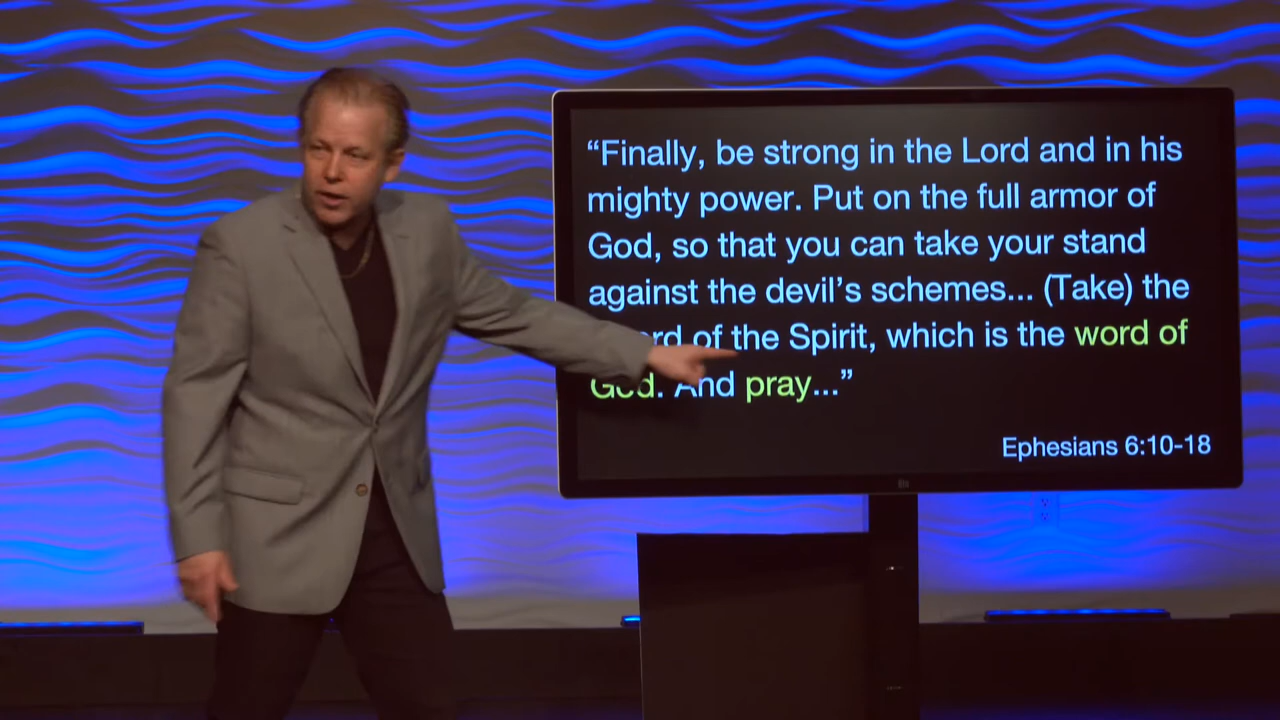 “Finally, be strong in the Lord and in his
mighty power. Put on the full armor of
God, so that you can take your stand
against the devil’s schemes... (Take) the
of the Spirit, which is the word of
God. And pray...”
Ephesians 6:10-18